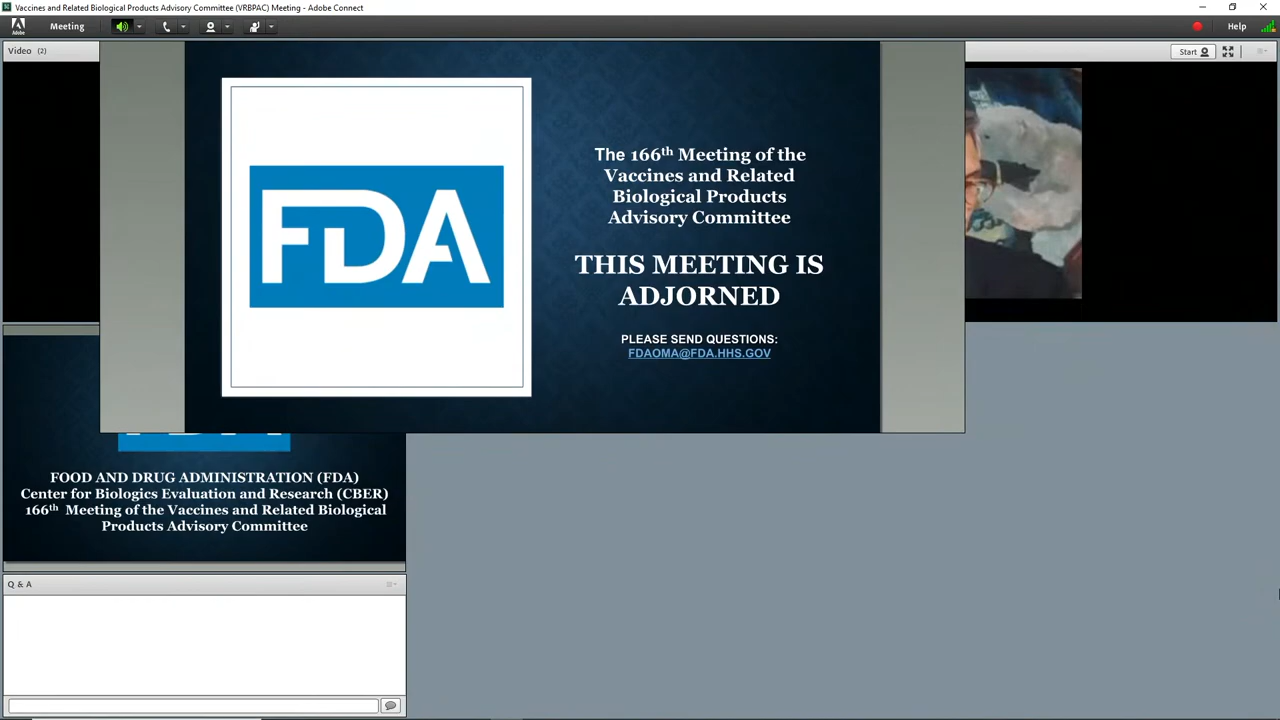 Vaccines and Related Biological Products Advisory Committee (VRBPAC) Meeting - Adobe Connect
Adobe
Meeting
Help
Video (2)
Start
FDA
The 166th Meeting of the
Vaccines and Related
Biological Products
Advisory Committee
THIS MEETING IS
ADJORNED
PLEASE SEND QUESTIONS:
FDAOMA@FDA.HHS.GOV
FOOD AND DRUG ADMINISTRATION (FDA)
Center for Biologics Evaluation and Research (CBER)
166th Meeting of the Vaccines and Related Biological
Products Advisory Committee
Q & A